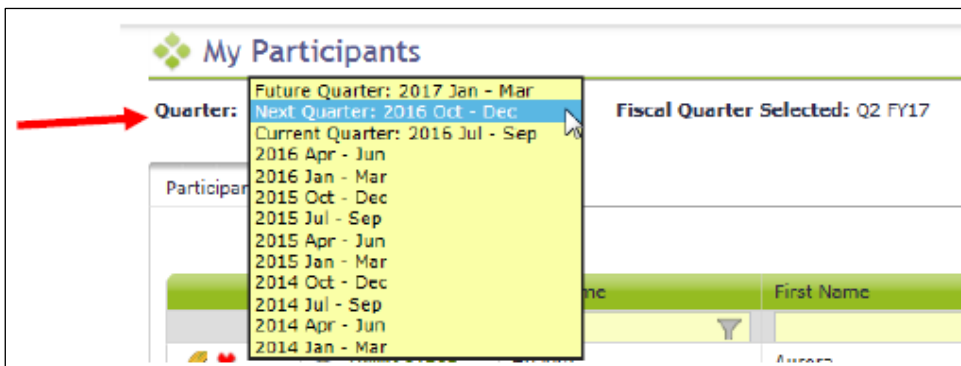 My Participants
Quarter:
Future Quarter: 2017 Jan - Mar
Next Quarter: 2016 Oct - Dec
Current Quarter: 2016 Jul - Sep
2016 Apr - Jun
2016 Jan - Mar
2015 Oct - Dec
2015 Jul - Sep
2015 Apr - Jun
2015 Jan - Mar
2014 Oct - Dec
2014 Jul - Sep
2014 Apr - Jun
2014 Jan - Mar
Fiscal Quarter Selected: Q2 FY17
Participan
me
First Name
Aurora